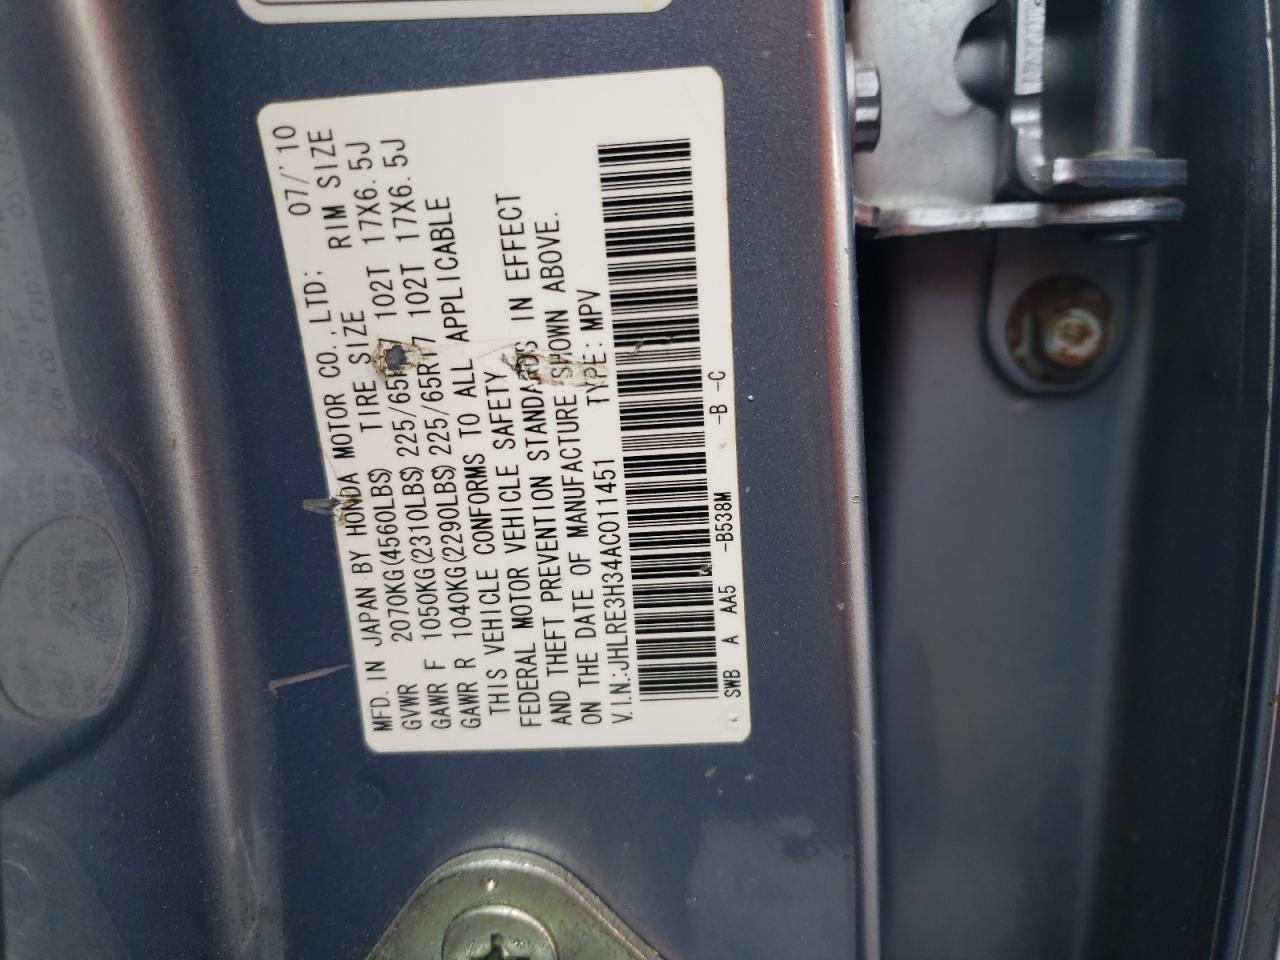 MFD. IN JAPAN BY HONDA MOTOR CO., LTD; 07/'10
GVWR 2070KG(4560LBS) TIRE SIZE RIM SIZE
GAWR F 1050KG(2310LBS) 225/65R17 102T 17X6.5J
GAWR R 1040KG(2290LBS) 225/65R17 102T 17X6.5J
THIS VEHICLE CONFORMS TO ALL APPLICABLE
FEDERAL MOTOR VEHICLE SAFETY
AND THEFT PREVENTION STANDARDS IN EFFECT
ON THE DATE OF MANUFACTURE SHOWN ABOVE.
V.I.N.:JHLRE3H34AC011451 TYPE: MPV
SWB A AA5 -B538M -B -C